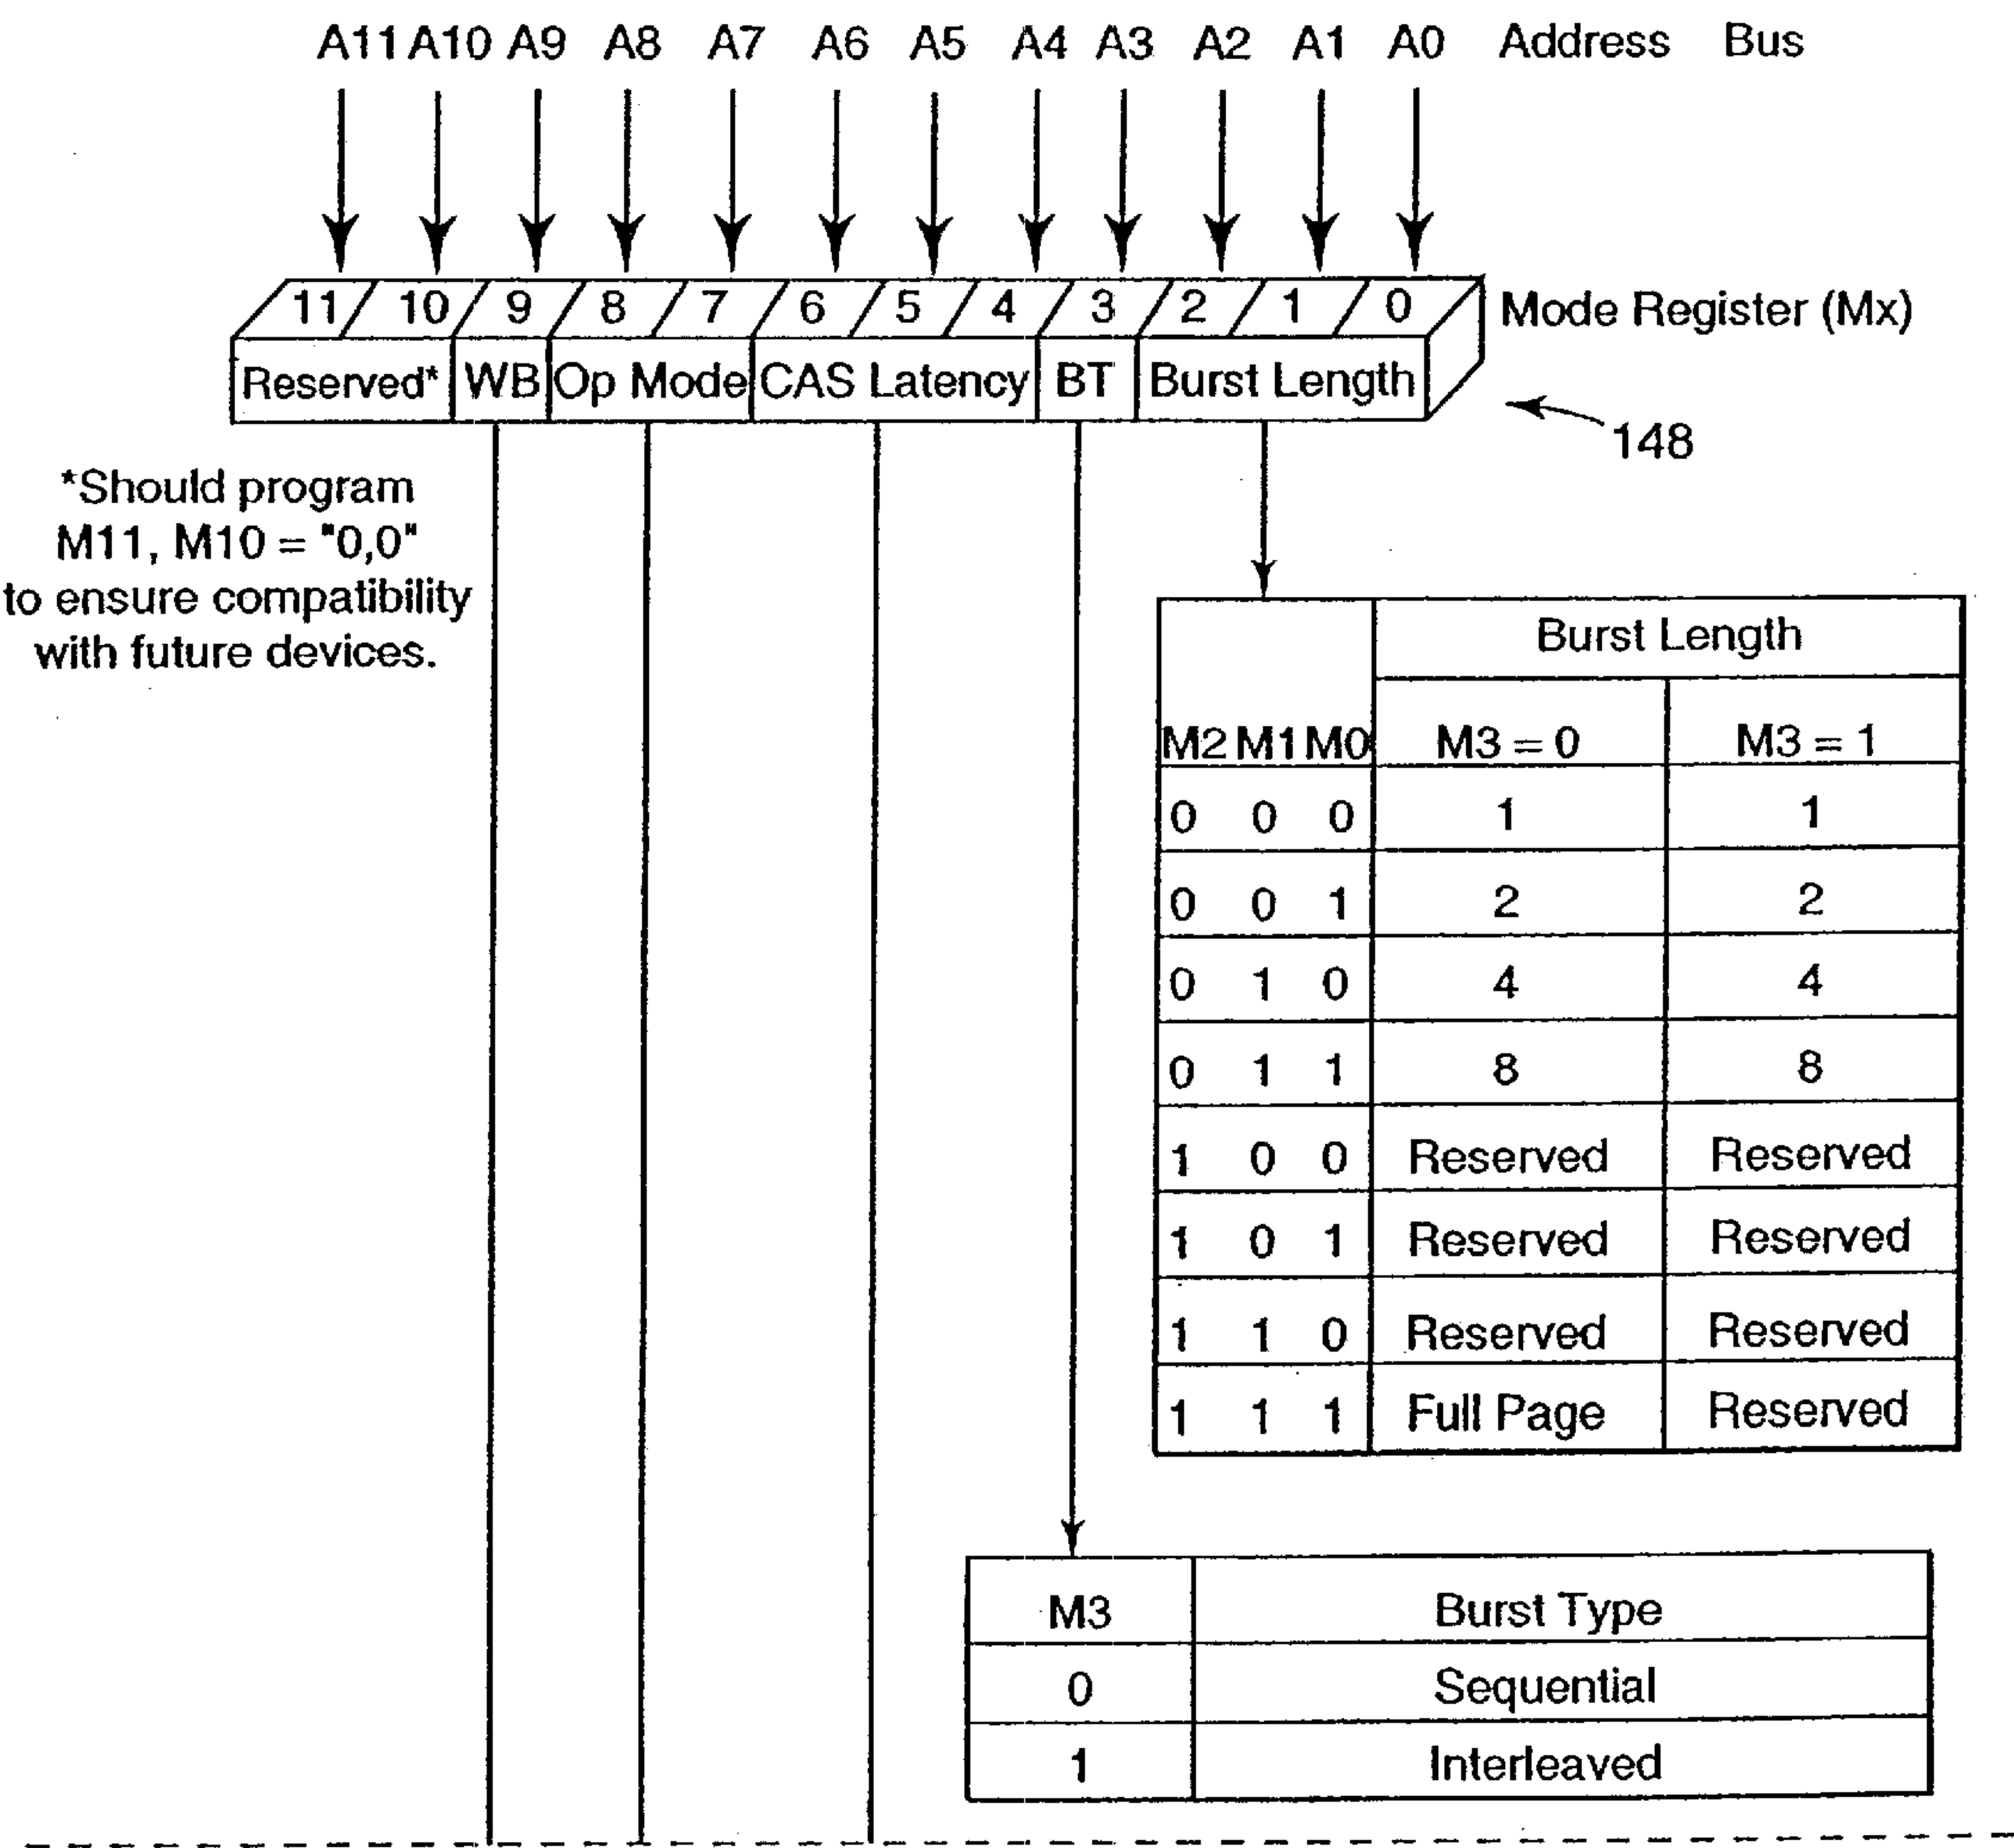 A11 A10 A9 A8 A7 A6 A5 A4 A3 A2 A1 A0 Address Bus
11 10 9 8 7 6 5 4 3 2 1 0 Mode Register (Mx)
Reserved* WB Op Mode CAS Latency BT Burst Length
148
*Should program
M11, M10 = "0,0"
to ensure compatibility
with future devices.
Burst Length
M2 M1 M0 M3 = 0 M3 = 1
0 0 0 1 1
0 0 1 2 2
0 1 0 4 4
0 1 1 8 8
1 0 0 Reserved Reserved
1 0 1 Reserved Reserved
1 1 0 Reserved Reserved
1 1 1 Full Page Reserved
M3 Burst Type
0 Sequential
1 Interleaved